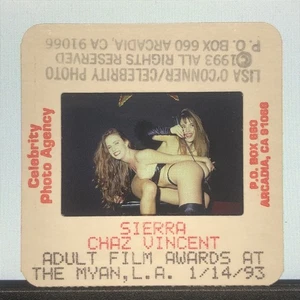 LISA O'CONNER/CELEBRITY PHOTO
P.O. BOX 660 ARCADIA, CA 91066
©1993 ALL RIGHTS RESERVED
Celebrity
Photo Agency
P.O. BOX 660
ARCADIA, CA 91066
SIERRA
CHAZ VINCENT
ADULT FILM AWARDS AT
THE MYAN, L.A. 1/14/93